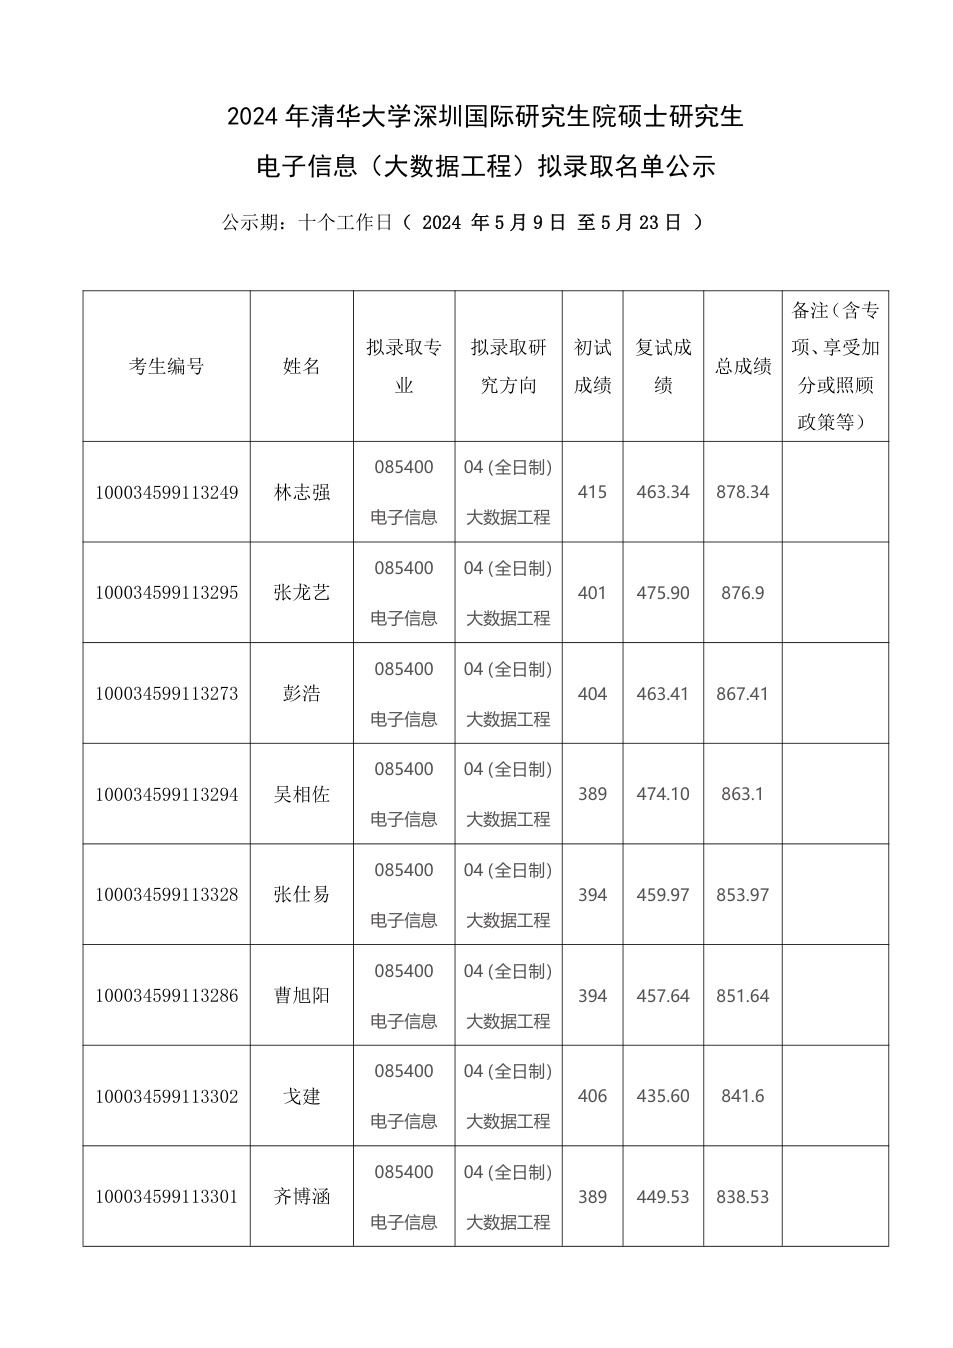 2024 年清华大学深圳国际研究生院硕士研究生
电子信息（大数据工程）拟录取名单公示
公示期：十个工作日（ 2024 年 5 月 9 日 至 5 月 23 日 ）
考生编号 姓名 拟录取专业 拟录取研究方向 初试成绩 复试成绩 总成绩 备注（含专项、享受加分或照顾政策等）
100034599113249 林志强 085400 电子信息 04 (全日制) 大数据工程 415 463.34 878.34
100034599113295 张龙艺 085400 电子信息 04 (全日制) 大数据工程 401 475.90 876.9
100034599113273 彭浩 085400 电子信息 04 (全日制) 大数据工程 404 463.41 867.41
100034599113294 吴相佐 085400 电子信息 04 (全日制) 大数据工程 389 474.10 863.1
100034599113328 张仕易 085400 电子信息 04 (全日制) 大数据工程 394 459.97 853.97
100034599113286 曹旭阳 085400 电子信息 04 (全日制) 大数据工程 394 457.64 851.64
100034599113302 戈建 085400 电子信息 04 (全日制) 大数据工程 406 435.60 841.6
100034599113301 齐博涵 085400 电子信息 04 (全日制) 大数据工程 389 449.53 838.53